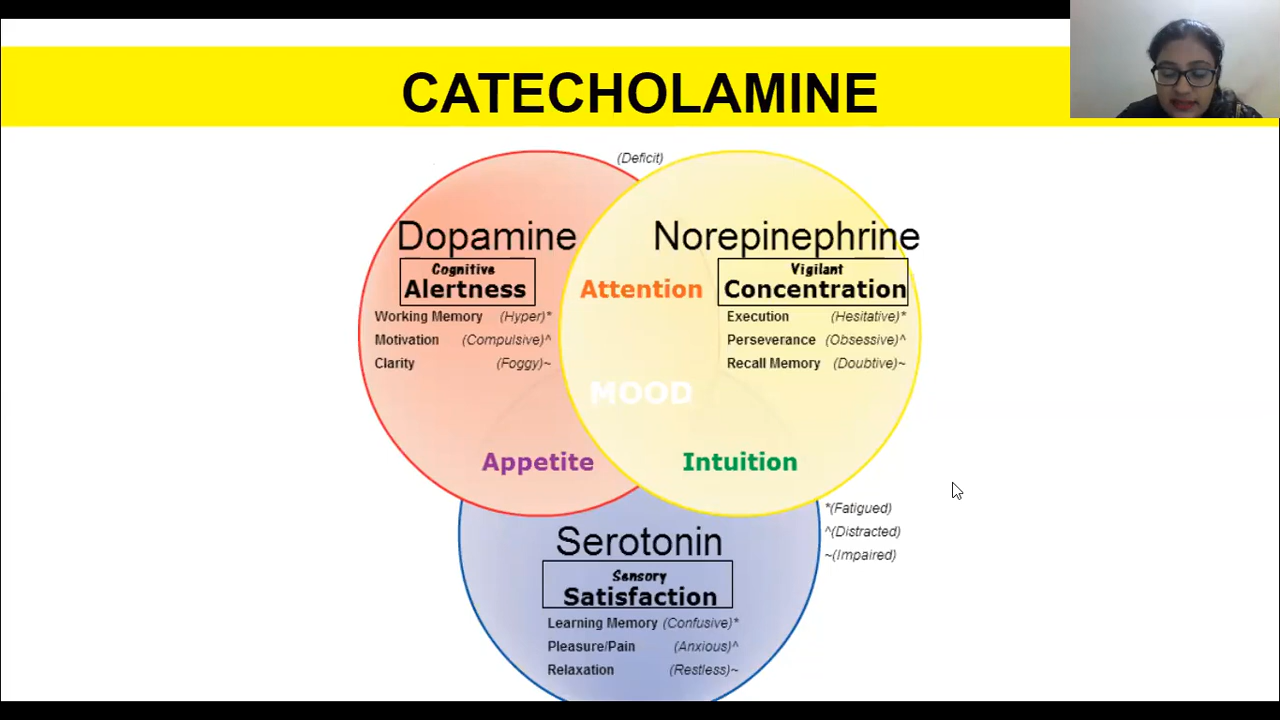 CATECHOLAMINE
(Deficit)
Dopamine
Cognitive
Alertness
Working Memory (Hyper)*
Motivation (Compulsive)^
Clarity (Foggy)~
Attention
Norepinephrine
Vigilant
Concentration
Execution (Hesitative)*
Perseverance (Obsessive)^
Recall Memory (Doubtive)~
MOOD
Appetite
Intuition
Serotonin
Sensory
Satisfaction
Learning Memory (Confusive)*
Pleasure/Pain (Anxious)^
Relaxation (Restless)~
*(Fatigued)
^(Distracted)
~(Impaired)